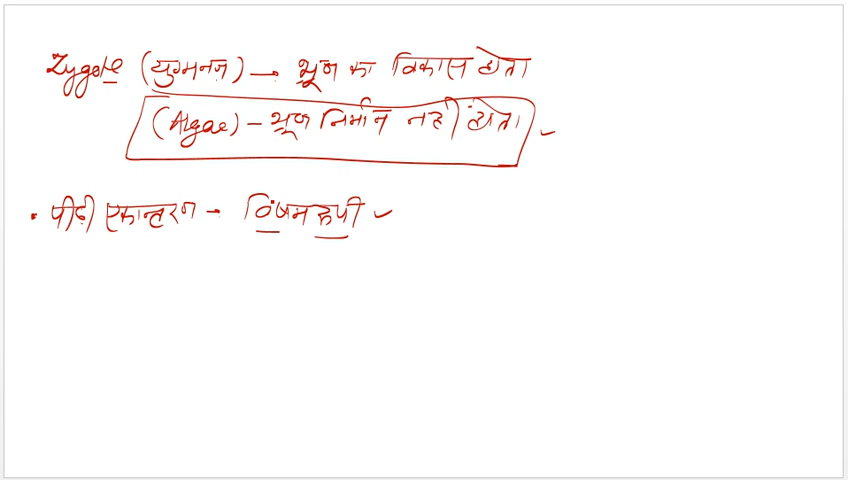 Zygote (युग्मनज) → भ्रूण का विकास होता
(Algae) - भ्रूण निर्माण नहीं होता
• पीढ़ी एकान्तरण - विषमरूपी